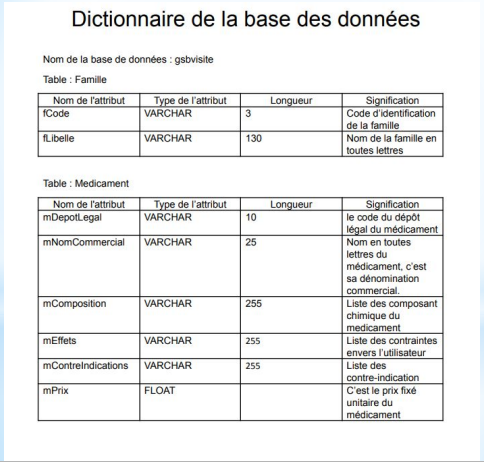 Dictionnaire de la base des données
Nom de la base de données : gsbvisite
Table : Famille
Nom de l'attribut Type de l'attribut Longueur Signification
fCode VARCHAR 3 Code d'identification
de la famille
fLibelle VARCHAR 130 Nom de la famille en
toutes lettres
Table : Medicament
Nom de l'attribut Type de l'attribut Longueur Signification
mDepotLegal VARCHAR 10 le code du dépôt
légal du médicament
mNomCommercial VARCHAR 25 Nom en toutes
lettres du
médicament, c'est
sa dénomination
commercial.
mComposition VARCHAR 255 Liste des composant
chimique du
medicament
mEffets VARCHAR 255 Liste des contraintes
envers l'utilisateur
mContreIndications VARCHAR 255 Liste des
contre-indication
mPrix FLOAT C'est le prix fixé
unitaire du
médicament